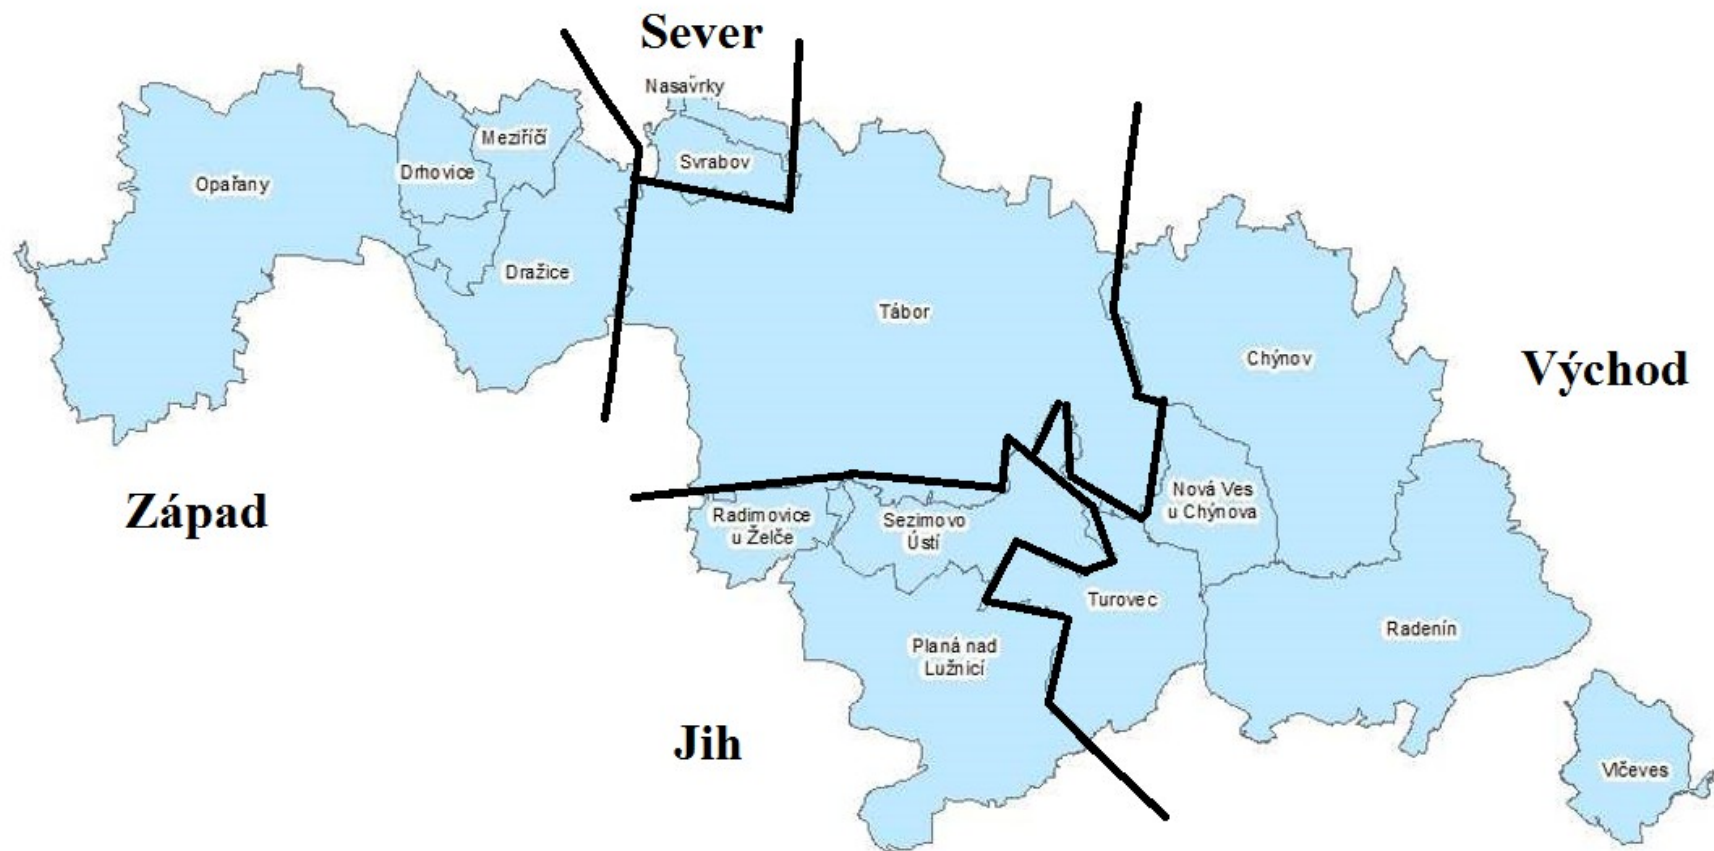 Sever
Nasavrky
Meziříčí
Svrabov
Drhovice
Opařany
Dražice
Tábor
Chýnov
Východ
Západ
Nová Ves
u Chýnova
Radimovice
u Želče
Sezimovo
Ústí
Turovec
Radenín
Planá nad
Lužnicí
Jih
Vlčeves